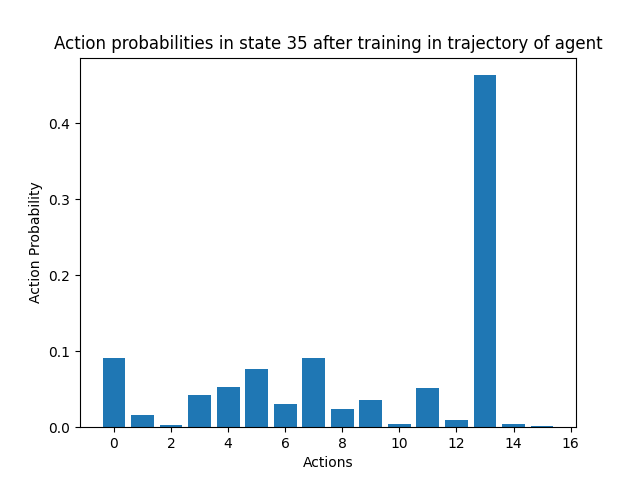 Action probabilities in state 35 after training in trajectory of agent
Action Probability
0.4
0.3
0.2
0.1
0.0
0 2 4 6 8 10 12 14 16
Actions